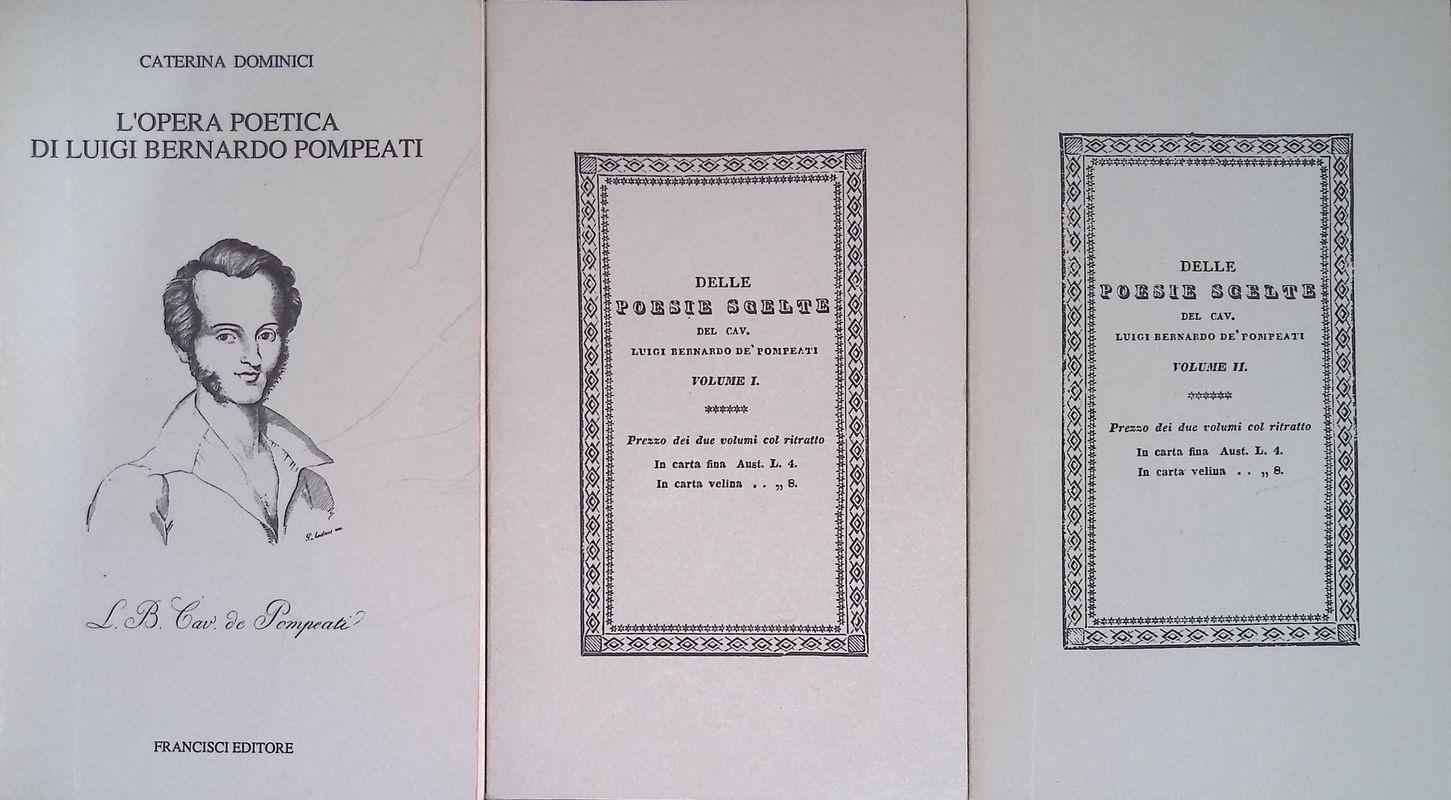 CATERINA DOMINICI
L'OPERA POETICA
DI LUIGI BERNARDO POMPEATI
L. B. Cav. de Pompeati
FRANCISCI EDITORE
DELLE
POESIE SCELTE
DEL CAV.
LUIGI BERNARDO DE' POMPEATI
VOLUME I.
******
Prezzo dei due volumi col ritratto
In carta fina Aust. L. 4.
In carta velina . . „ 8.
DELLE
POESIE SCELTE
DEL CAV.
LUIGI BERNARDO DE' POMPEATI
VOLUME II.
******
Prezzo dei due volumi col ritratto
In carta fina Aust. L. 4.
In carta velina . . „ 8.